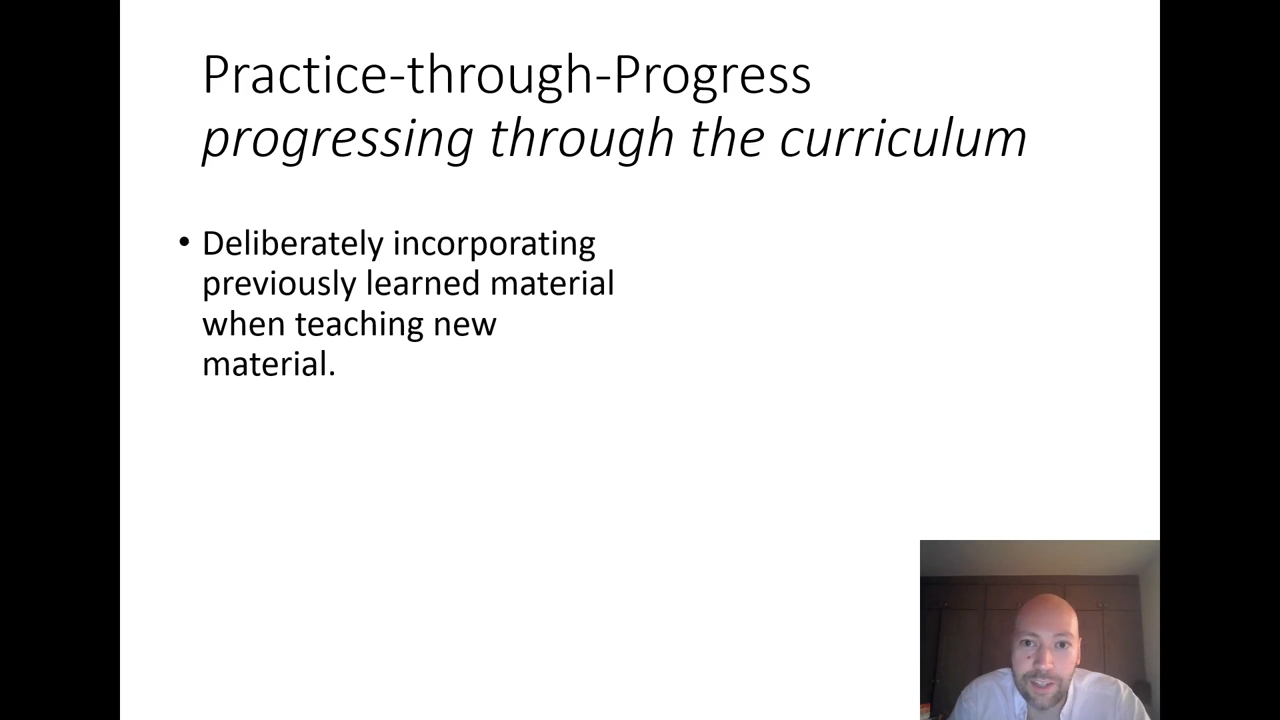 Practice-through-Progress
progressing through the curriculum
• Deliberately incorporating
previously learned material
when teaching new
material.